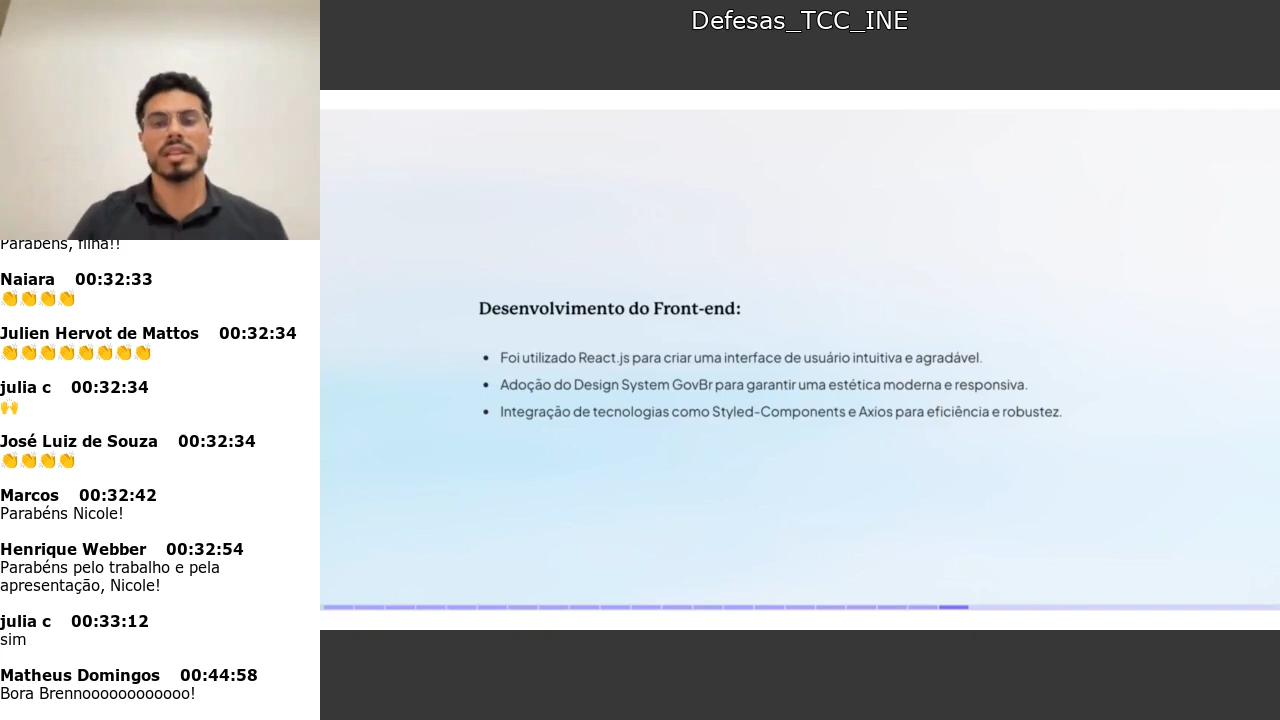 Defesas_TCC_INE
Parabéns, filha!!
Naiara 00:32:33
👏👏👏👏
Julien Hervot de Mattos 00:32:34
👏👏👏👏👏👏👏👏
julia c 00:32:34
🙌
José Luiz de Souza 00:32:34
👏👏👏👏
Marcos 00:32:42
Parabéns Nicole!
Henrique Webber 00:32:54
Parabéns pelo trabalho e pela
apresentação, Nicole!
julia c 00:33:12
sim
Matheus Domingos 00:44:58
Bora Brennoooooooooooo!
Desenvolvimento do Front-end:
• Foi utilizado React.js para criar uma interface de usuário intuitiva e agradável.
• Adoção do Design System GovBr para garantir uma estética moderna e responsiva.
• Integração de tecnologias como Styled-Components e Axios para eficiência e robustez.